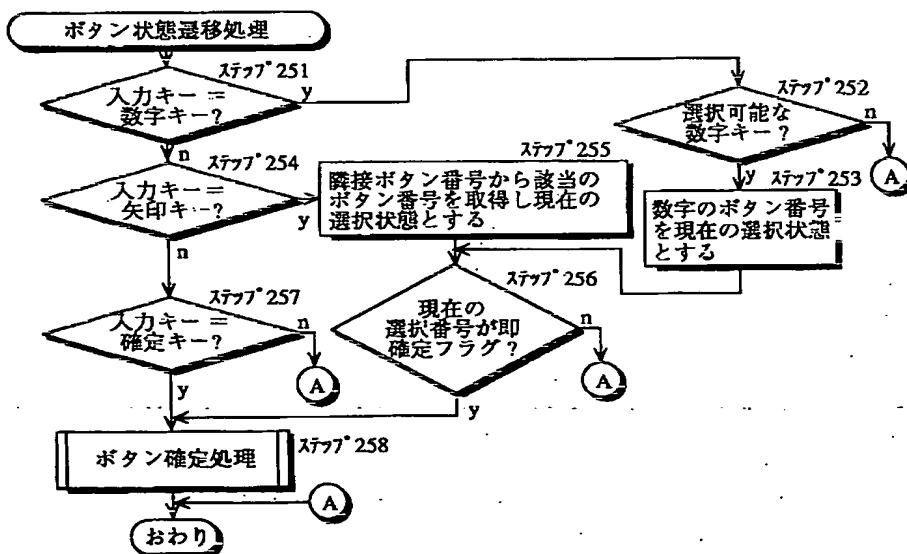 ボタン状態遷移処理
ステップ251
入力キー=
数字キー?
y
n
ステップ252
選択可能な
数字キー?
n
A
y
ステップ253
数字のボタン番号
を現在の選択状態
とする
ステップ254
入力キー=
矢印キー?
y
n
ステップ255
隣接ボタン番号から該当の
ボタン番号を取得し現在の
選択状態とする
ステップ256
現在の
選択番号が即
確定フラグ?
n
A
y
ステップ257
入力キー=
確定キー?
n
A
y
ステップ258
ボタン確定処理
A
おわり